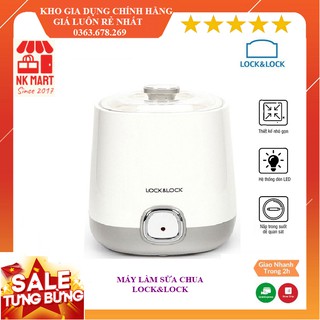 KHO GIA DỤNG CHÍNH HÃNG
GIÁ LUÔN RẺ NHẤT
0363.678.269
NK MART
Since 2017
LOCK&LOCK
Thiết kế nhỏ gọn
Hệ thống đèn LED
Nắp trong suốt
dễ quan sát
LOCK&LOCK
MÁY LÀM SỮA CHUA
LOCK&LOCK
SALE
TƯNG BỪNG
Giao Nhanh
Trong 2h